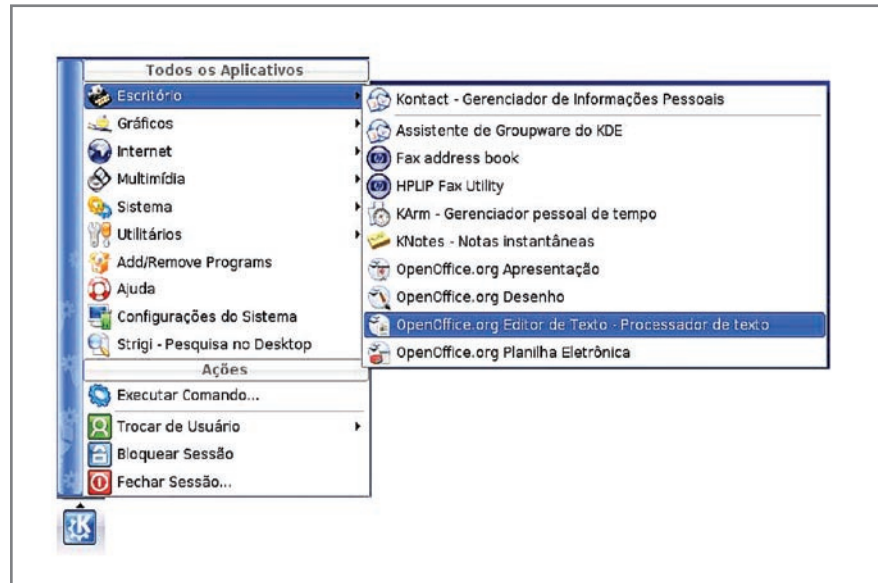 Todos os Aplicativos
Escritório
Gráficos
Internet
Multimídia
Sistema
Utilitários
Add/Remove Programs
Ajuda
Configurações do Sistema
Strigi - Pesquisa no Desktop
Ações
Executar Comando...
Trocar de Usuário
Bloquear Sessão
Fechar Sessão...
Kontact - Gerenciador de Informações Pessoais
Assistente de Groupware do KDE
Fax address book
HPLIP Fax Utility
KArm - Gerenciador pessoal de tempo
KNotes - Notas instantâneas
OpenOffice.org Apresentação
OpenOffice.org Desenho
OpenOffice.org Editor de Texto - Processador de texto
OpenOffice.org Planilha Eletrônica